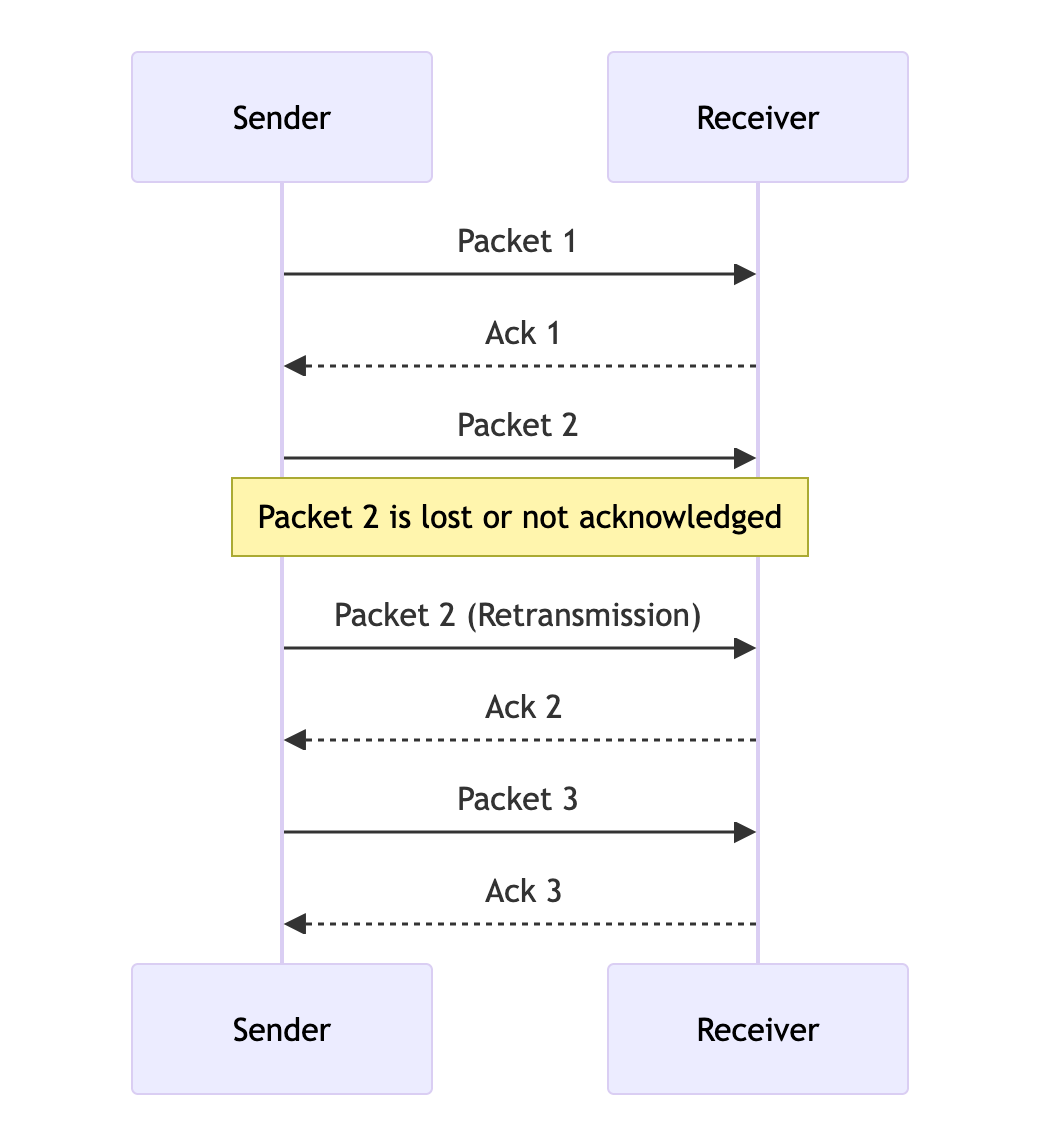 Sender
Receiver
Packet 1
Ack 1
Packet 2
Packet 2 is lost or not acknowledged
Packet 2 (Retransmission)
Ack 2
Packet 3
Ack 3
Sender
Receiver